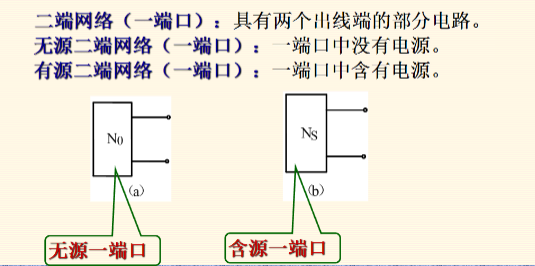 二端网络（一端口）：具有两个出线端的部分电路。
无源二端网络（一端口）：一端口中没有电源。
有源二端网络（一端口）：一端口中含有电源。
N0
NS
(a)
(b)
无源一端口
含源一端口